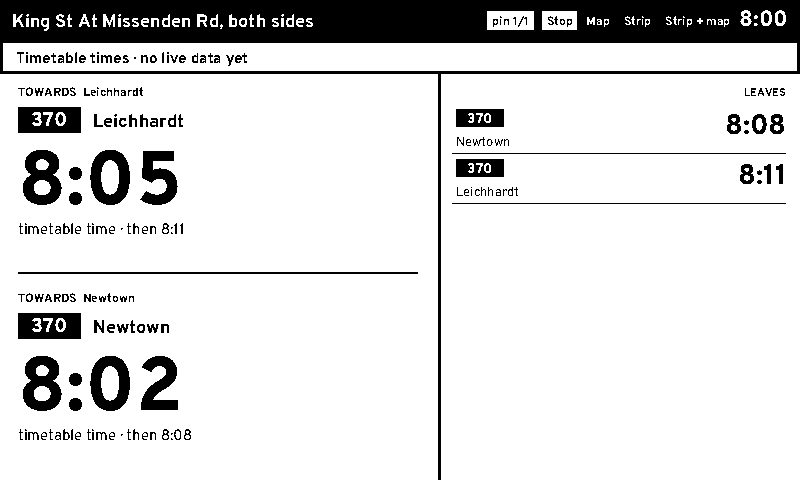 King St At Missenden Rd, both sides
pin 1/1 Stop Map Strip Strip + map 8:00
Timetable times · no live data yet
TOWARDS Leichhardt
370 Leichhardt
8:05
timetable time · then 8:11
TOWARDS Newtown
370 Newtown
8:02
timetable time · then 8:08
LEAVES
370 8:08
Newtown
370 8:11
Leichhardt